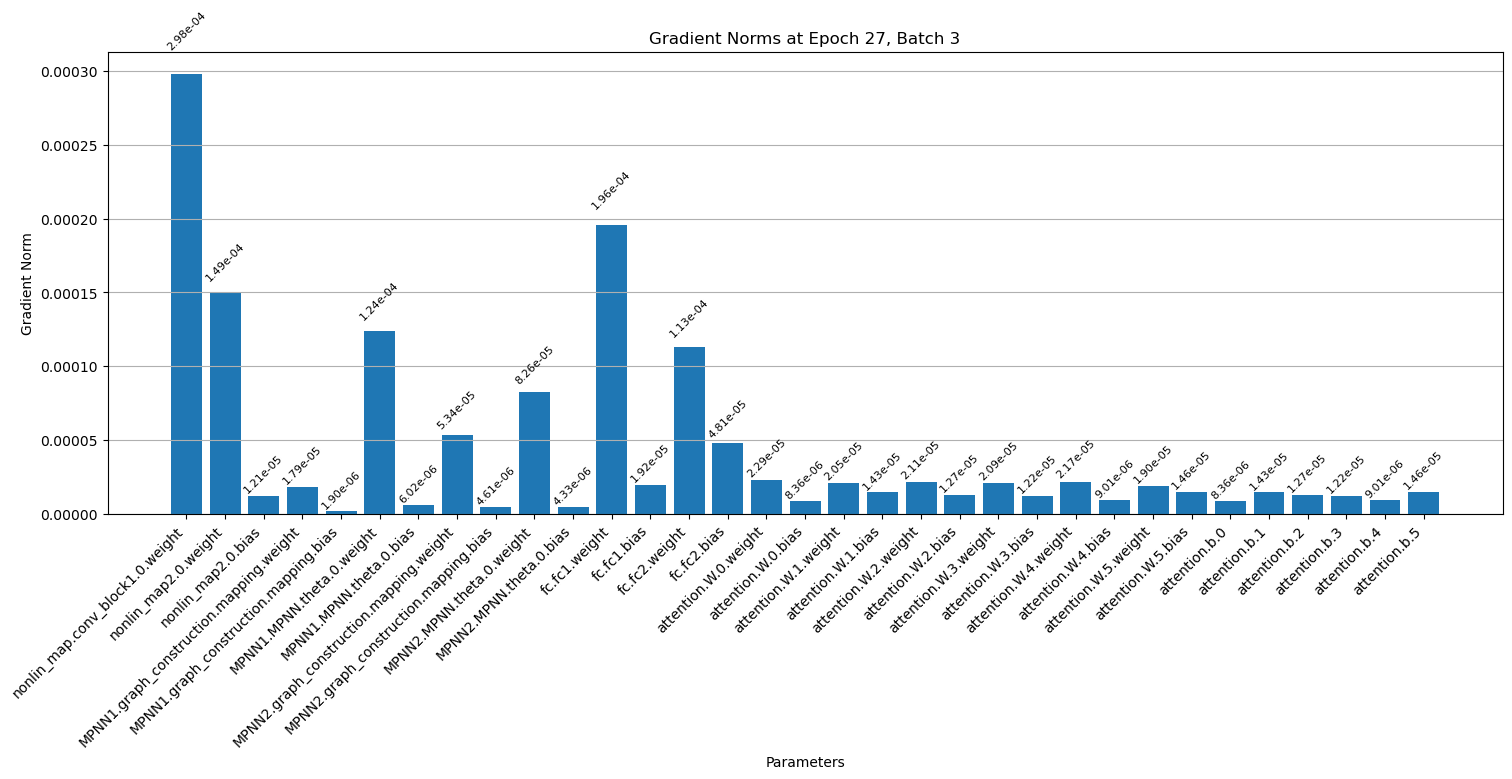 Gradient Norms at Epoch 27, Batch 3
Gradient Norm
0.00030
0.00025
0.00020
0.00015
0.00010
0.00005
0.00000
2.98e-04
1.49e-04
1.21e-05
1.79e-05
1.90e-06
1.24e-04
6.02e-06
5.34e-05
4.61e-06
8.26e-05
4.33e-06
1.96e-04
1.92e-05
1.13e-04
4.81e-05
2.29e-05
8.36e-06
2.05e-05
1.43e-05
2.11e-05
1.27e-05
2.09e-05
1.22e-05
2.17e-05
9.01e-06
1.90e-05
1.46e-05
8.36e-06
1.43e-05
1.27e-05
1.22e-05
9.01e-06
1.46e-05
nonlin_map.conv_block1.0.weight
nonlin_map2.0.weight
nonlin_map2.0.bias
MPNN1.graph_construction.mapping.weight
MPNN1.graph_construction.mapping.bias
MPNN1.MPNN.theta.0.weight
MPNN1.MPNN.theta.0.bias
MPNN2.graph_construction.mapping.weight
MPNN2.graph_construction.mapping.bias
MPNN2.MPNN.theta.0.weight
MPNN2.MPNN.theta.0.bias
fc.fc1.weight
fc.fc1.bias
fc.fc2.weight
fc.fc2.bias
attention.W.0.weight
attention.W.0.bias
attention.W.1.weight
attention.W.1.bias
attention.W.2.weight
attention.W.2.bias
attention.W.3.weight
attention.W.3.bias
attention.W.4.weight
attention.W.4.bias
attention.W.5.weight
attention.W.5.bias
attention.b.0
attention.b.1
attention.b.2
attention.b.3
attention.b.4
attention.b.5
Parameters